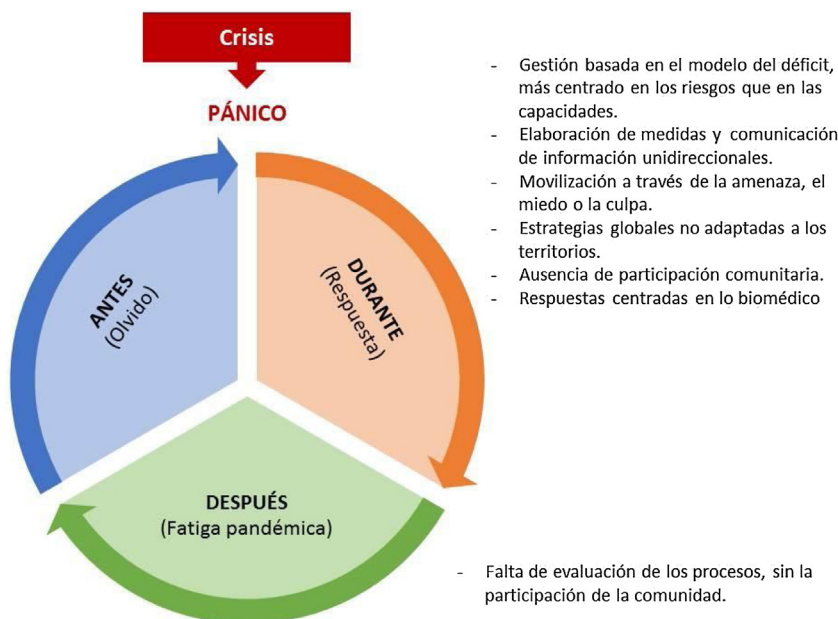 Crisis
PÁNICO
ANTES
(Olvido)
DURANTE
(Respuesta)
DESPUÉS
(Fatiga pandémica)
- Gestión basada en el modelo del déficit,
más centrado en los riesgos que en las
capacidades.
- Elaboración de medidas y comunicación
de información unidireccionales.
- Movilización a través de la amenaza, el
miedo o la culpa.
- Estrategias globales no adaptadas a los
territorios.
- Ausencia de participación comunitaria.
- Respuestas centradas en lo biomédico
- Falta de evaluación de los procesos, sin la
participación de la comunidad.